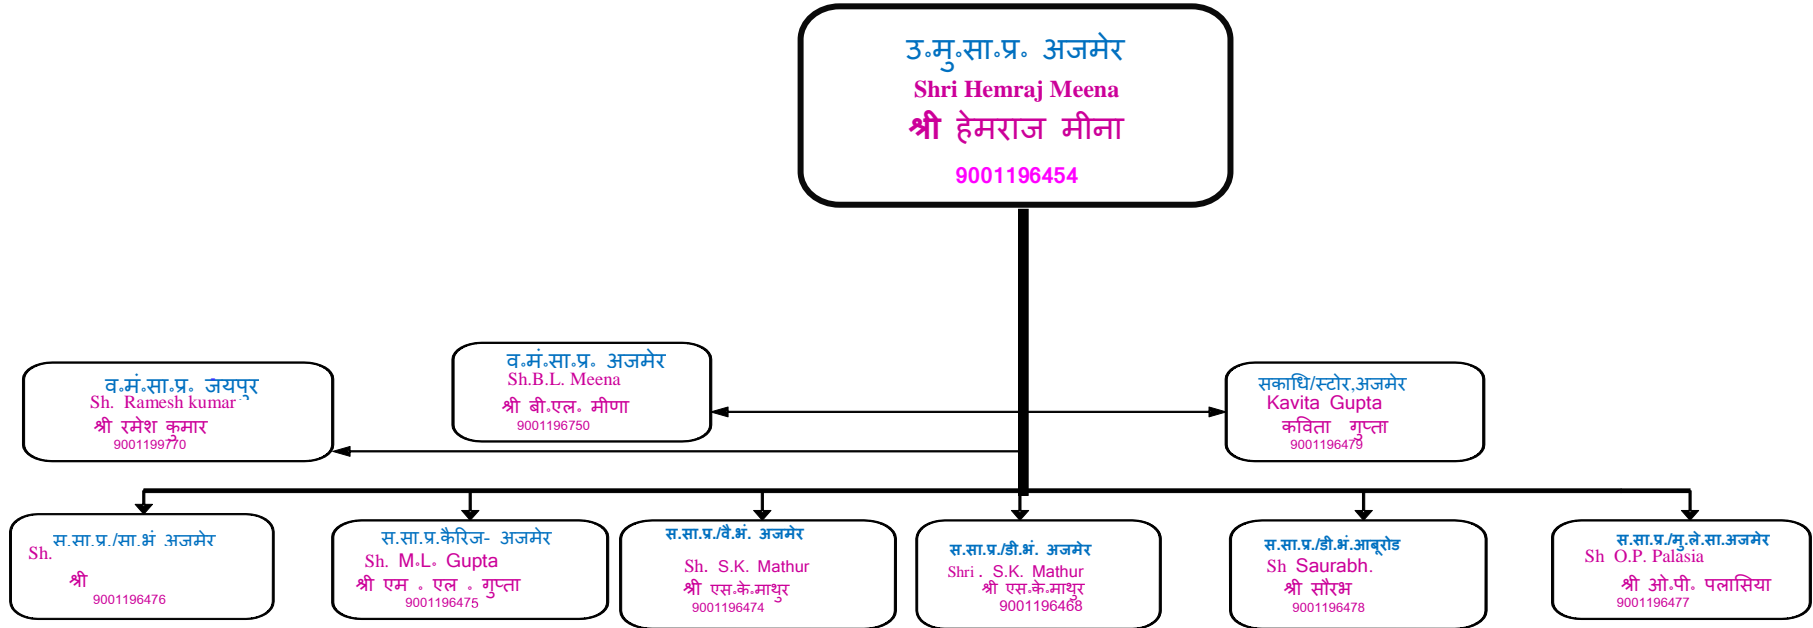 उ॰मु॰सा॰प्र॰ अजमेर
Shri Hemraj Meena
श्री हेमराज मीना
9001196454
व॰मं॰सा॰प्र॰ जयपुर
Sh. Ramesh kumar
श्री रमेश कुमार
9001199770
व॰मं॰सा॰प्र॰ अजमेर
Sh.B.L. Meena
श्री बी॰एल॰ मीणा
9001196750
सकाधि/स्टोर,अजमेर
Kavita Gupta
कविता गुप्ता
9001196479
स.सा.प्र./सा.भं अजमेर
Sh.
श्री
9001196476
स.सा.प्र.कैरिज- अजमेर
Sh. M.L. Gupta
श्री एम ॰ एल ॰ गुप्ता
9001196475
स.सा.प्र./वै.भं. अजमेर
Sh. S.K. Mathur
श्री एस॰के॰माथुर
9001196474
स.सा.प्र./डी.भं. अजमेर
Shri . S.K. Mathur
श्री एस॰के॰माथुर
9001196468
स.सा.प्र./डी.भं.आबूरोड
Sh Saurabh.
श्री सौरभ
9001196478
स.सा.प्र./मु.ले.सा.अजमेर
Sh O.P. Palasia
श्री ओ॰पी॰ पलासिया
9001196477